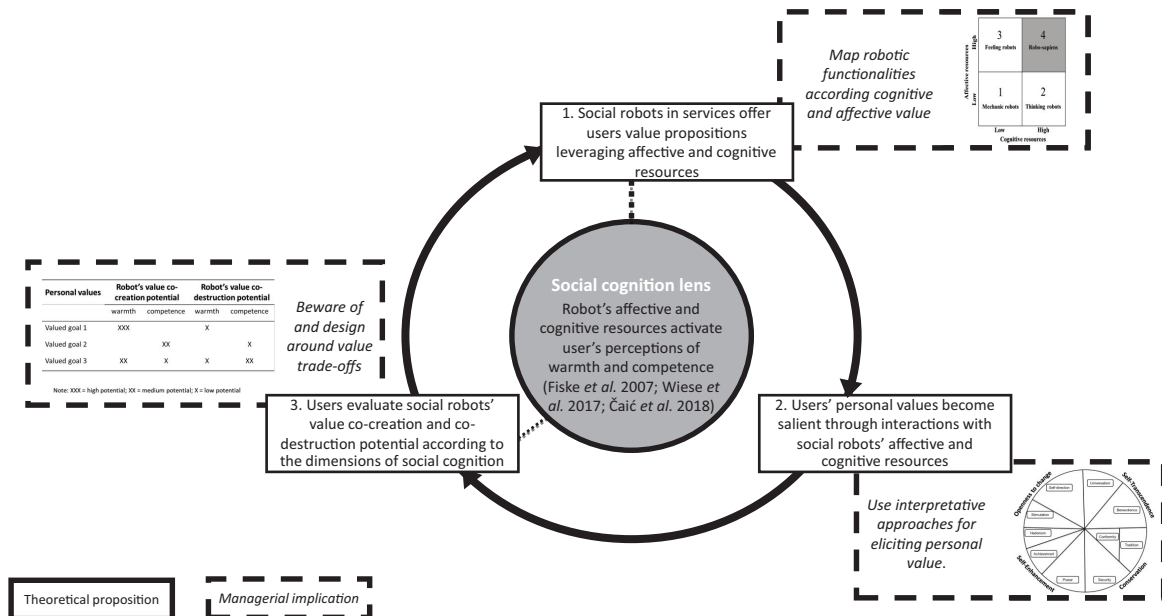 Map robotic
functionalities
according cognitive
and affective value
Affective resources
High
Low
3
Feeling robots
4
Robo-sapiens
1
Mechanic robots
2
Thinking robots
Low
High
Cognitive resources
1. Social robots in services offer
users value propositions
leveraging affective and cognitive
resources
Social cognition lens
Robot's affective and
cognitive resources activate
user's perceptions of
warmth and competence
(Fiske et al. 2007; Wiese et
al. 2017; Čaić et al. 2018)
Personal values
Robot's value co-
creation potential
Robot's value co-
destruction potential
warmth competence warmth competence
Valued goal 1 XXX X
Valued goal 2 XX X
Valued goal 3 XX X X XX
Note: XXX = high potential; XX = medium potential; X = low potential
Beware of
and design
around value
trade-offs
3. Users evaluate social robots'
value co-creation and co-
destruction potential according to
the dimensions of social cognition
2. Users' personal values become
salient through interactions with
social robots' affective and
cognitive resources
Use interpretative
approaches for
eliciting personal
value.
Openness to change
Self-Transcendence
Self-direction
Universalism
Stimulation
Benevolence
Hedonism
Conformity
Tradition
Achievement
Power
Security
Self-Enhancement
Conservation
Theoretical proposition
Managerial implication